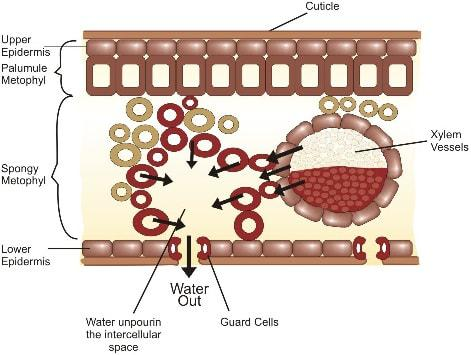 Cuticle
Upper
Epidermis
Palumule
Metophyl
Xylem
Vessels
Spongy
Metophyl
Lower
Epidermis
Water
Out
Water unpourin
the intercellular
space
Guard Cells